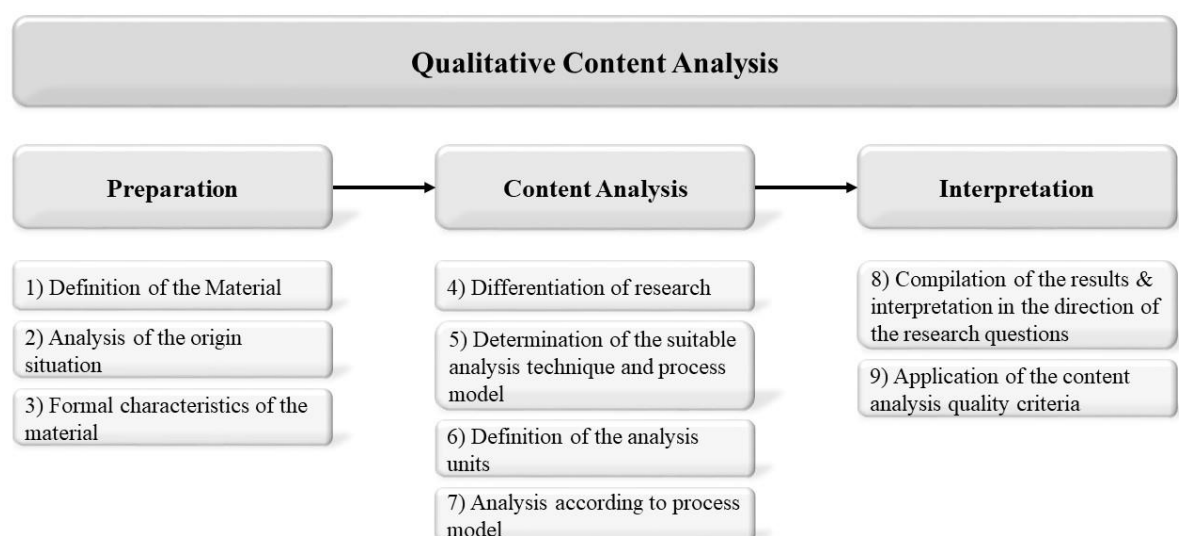 Qualitative Content Analysis
Preparation
Content Analysis
Interpretation
1) Definition of the Material
2) Analysis of the origin
situation
3) Formal characteristics of the
material
4) Differentiation of research
5) Determination of the suitable
analysis technique and process
model
6) Definition of the analysis
units
7) Analysis according to process
model
8) Compilation of the results &
interpretation in the direction of
the research questions
9) Application of the content
analysis quality criteria